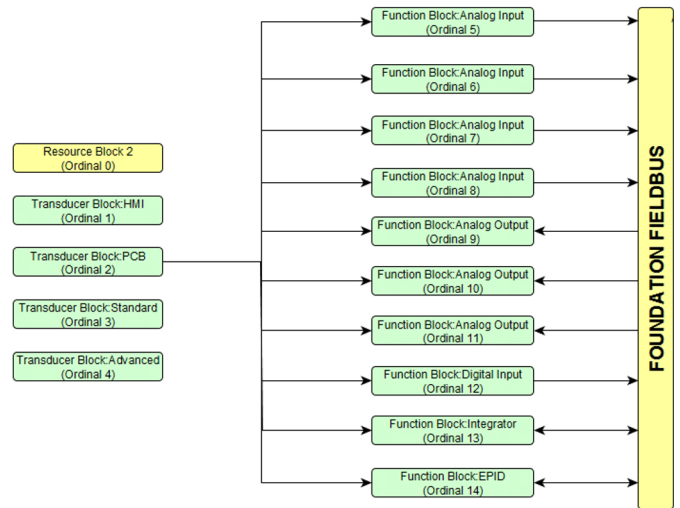 Resource Block 2
(Ordinal 0)
Transducer Block:HMI
(Ordinal 1)
Transducer Block:PCB
(Ordinal 2)
Transducer Block:Standard
(Ordinal 3)
Transducer Block:Advanced
(Ordinal 4)
Function Block:Analog Input
(Ordinal 5)
Function Block:Analog Input
(Ordinal 6)
Function Block:Analog Input
(Ordinal 7)
Function Block:Analog Input
(Ordinal 8)
Function Block:Analog Output
(Ordinal 9)
Function Block:Analog Output
(Ordinal 10)
Function Block:Analog Output
(Ordinal 11)
Function Block:Digital Input
(Ordinal 12)
Function Block:Integrator
(Ordinal 13)
Function Block:EPID
(Ordinal 14)
FOUNDATION FIELDBUS